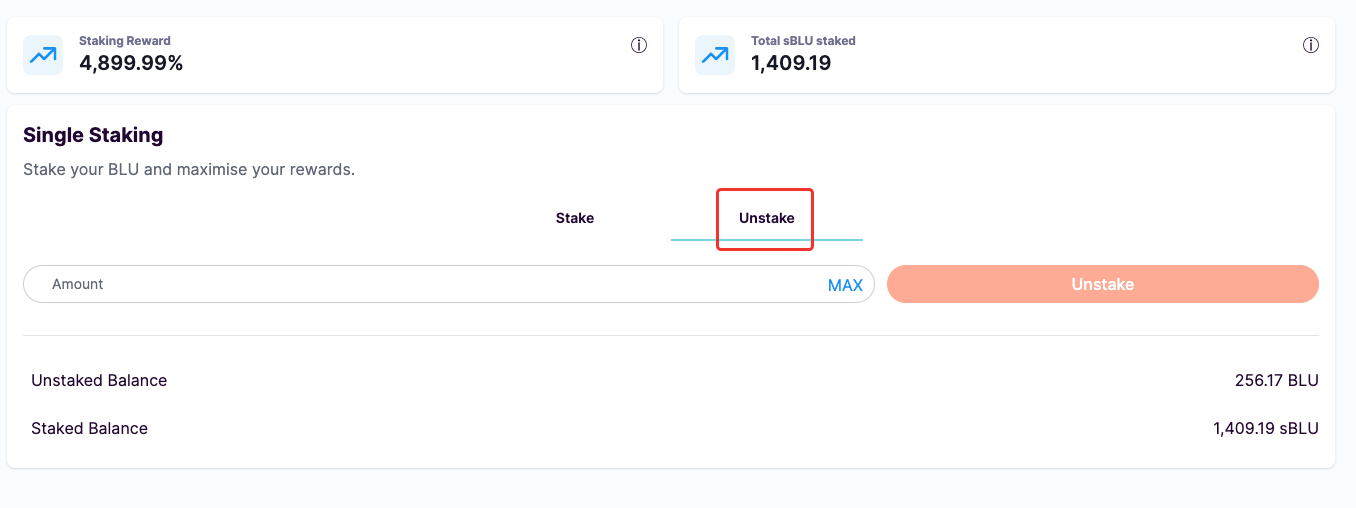 Staking Reward
4,899.99%
Total sBLU staked
1,409.19
Single Staking
Stake your BLU and maximise your rewards.
Stake
Unstake
Amount
MAX
Unstake
Unstaked Balance
256.17 BLU
Staked Balance
1,409.19 sBLU